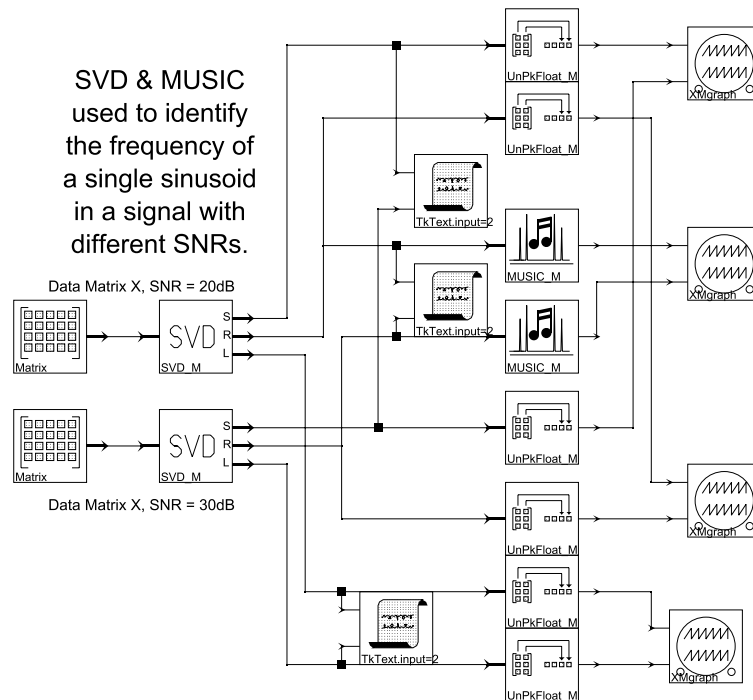 SVD & MUSIC
used to identify
the frequency of
a single sinusoid
in a signal with
different SNRs.
Data Matrix X, SNR = 20dB
Matrix
SVD
SVD_M
S
R
L
Matrix
SVD
SVD_M
S
R
L
Data Matrix X, SNR = 30dB
UnPkFloat_M
UnPkFloat_M
TkText.input=2
MUSIC_M
TkText.input=2
MUSIC_M
UnPkFloat_M
UnPkFloat_M
UnPkFloat_M
TkText.input=2
UnPkFloat_M
XMgraph
XMgraph
XMgraph
XMgraph